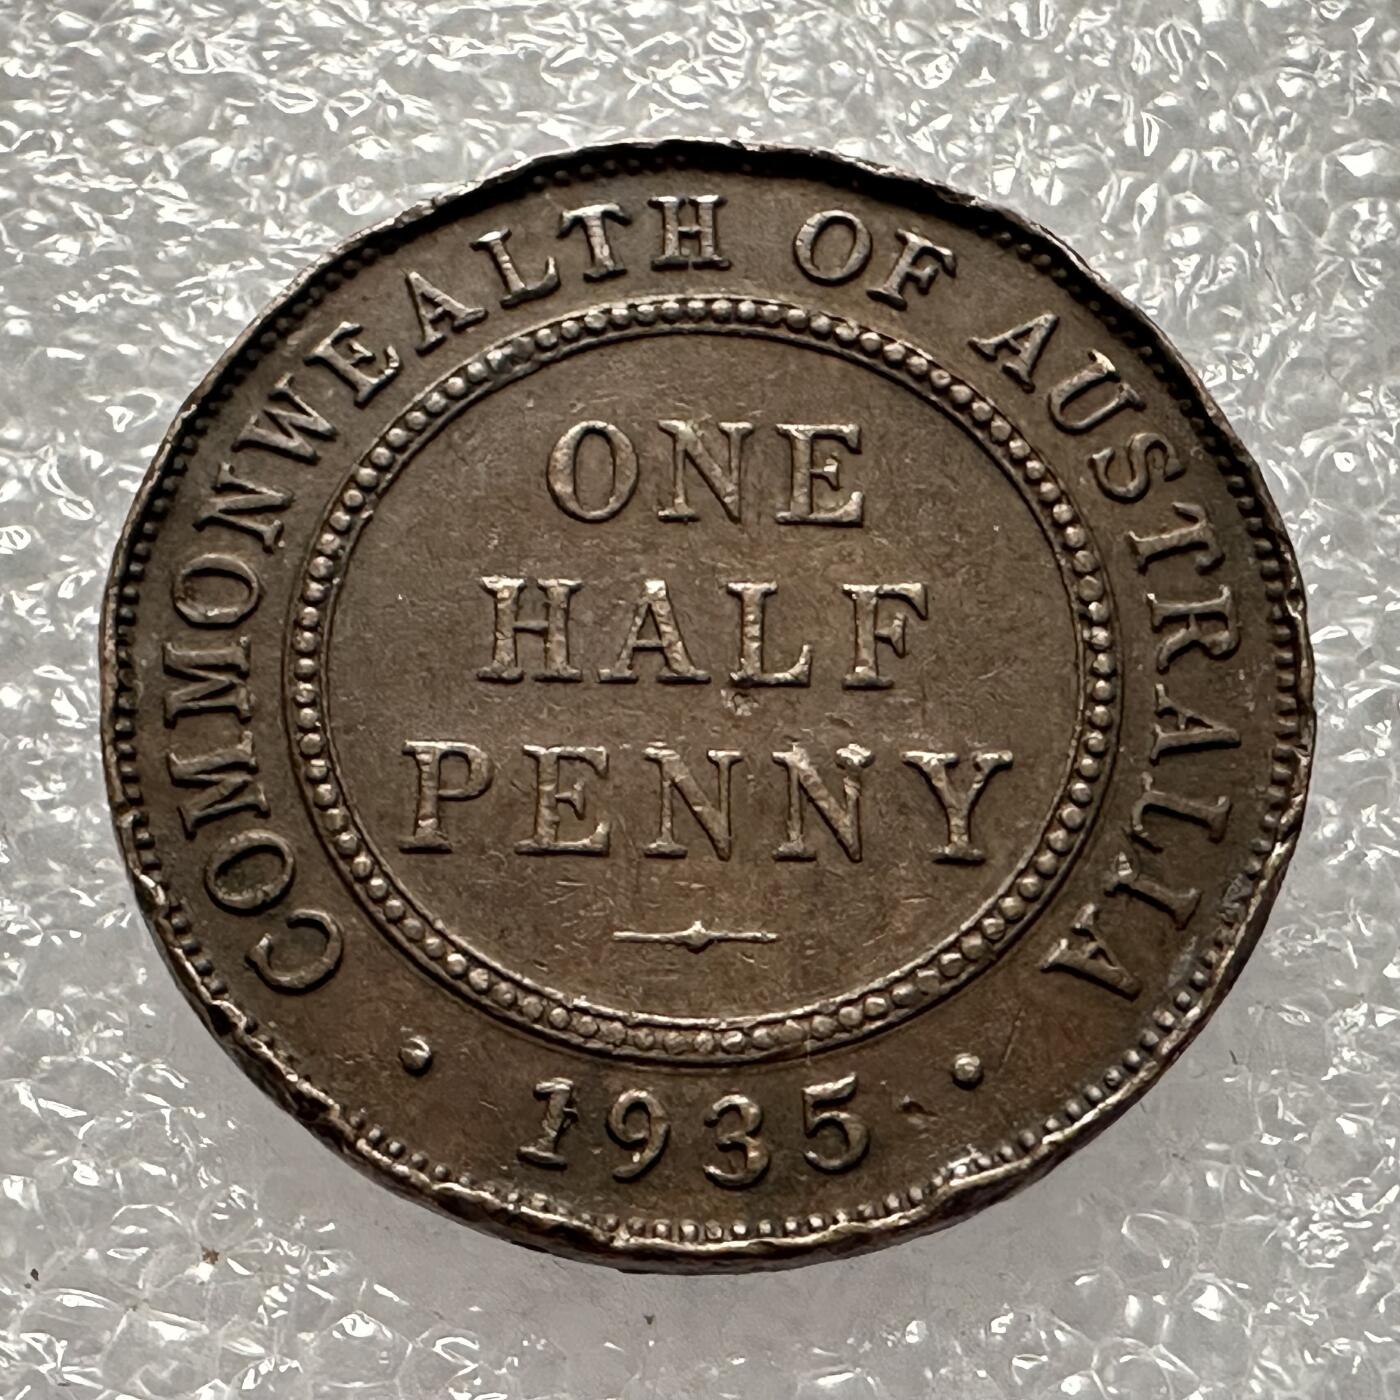 COMMONWEALTH OF AUSTRALIA
ONE
HALF
PENNY
· 1935 ·